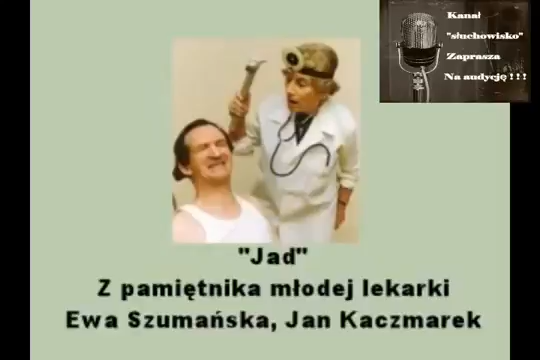 Kanał
"słuchowisko"
Zaprasza
Na audycję ! ! !
"Jad"
Z pamiętnika młodej lekarki
Ewa Szumańska, Jan Kaczmarek